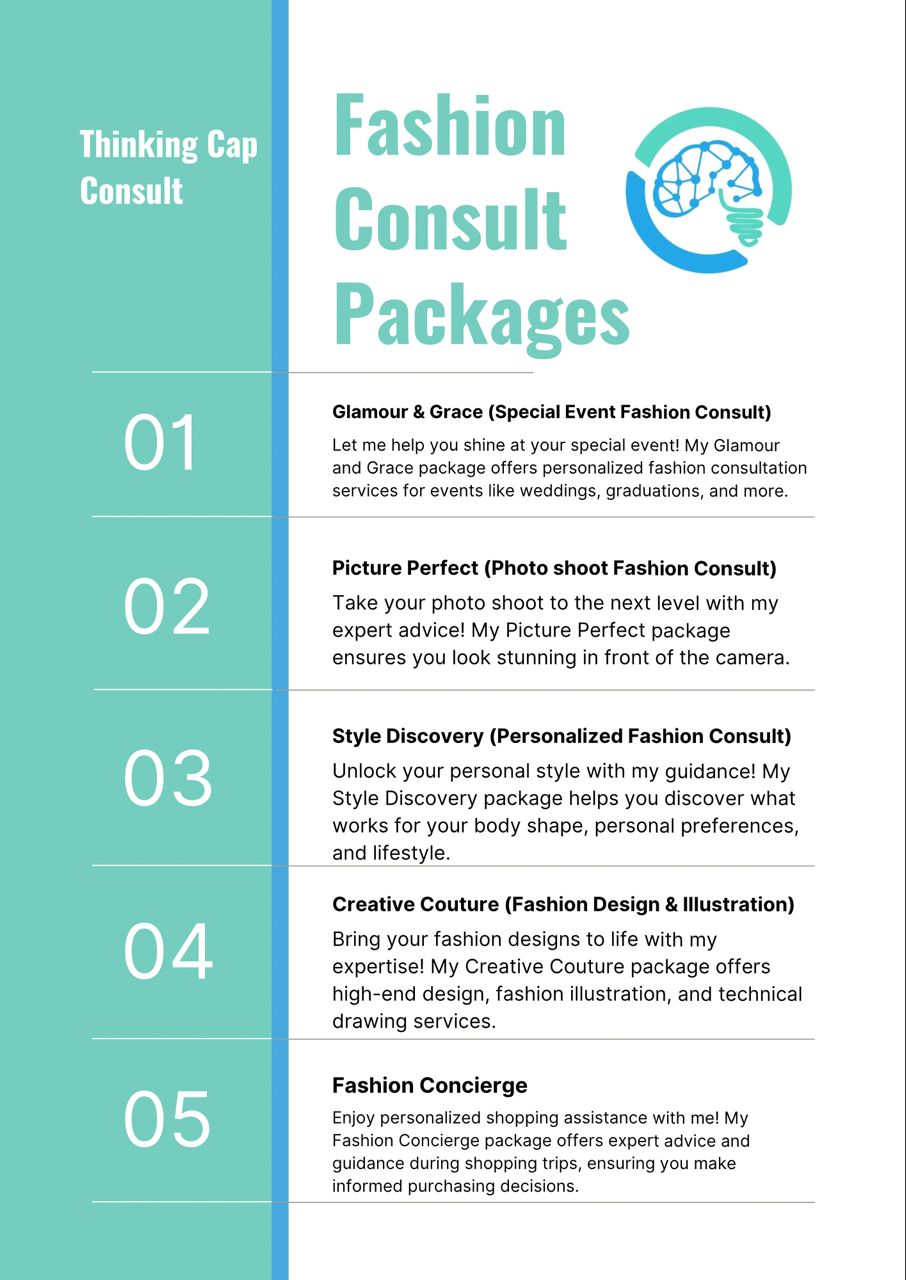 Thinking Cap
Consult
Fashion
Consult
Packages
01
Glamour & Grace (Special Event Fashion Consult)
Let me help you shine at your special event! My Glamour
and Grace package offers personalized fashion consultation
services for events like weddings, graduations, and more.
02
Picture Perfect (Photo shoot Fashion Consult)
Take your photo shoot to the next level with my
expert advice! My Picture Perfect package
ensures you look stunning in front of the camera.
03
Style Discovery (Personalized Fashion Consult)
Unlock your personal style with my guidance! My
Style Discovery package helps you discover what
works for your body shape, personal preferences,
and lifestyle.
04
Creative Couture (Fashion Design & Illustration)
Bring your fashion designs to life with my
expertise! My Creative Couture package offers
high-end design, fashion illustration, and technical
drawing services.
05
Fashion Concierge
Enjoy personalized shopping assistance with me! My
Fashion Concierge package offers expert advice and
guidance during shopping trips, ensuring you make
informed purchasing decisions.